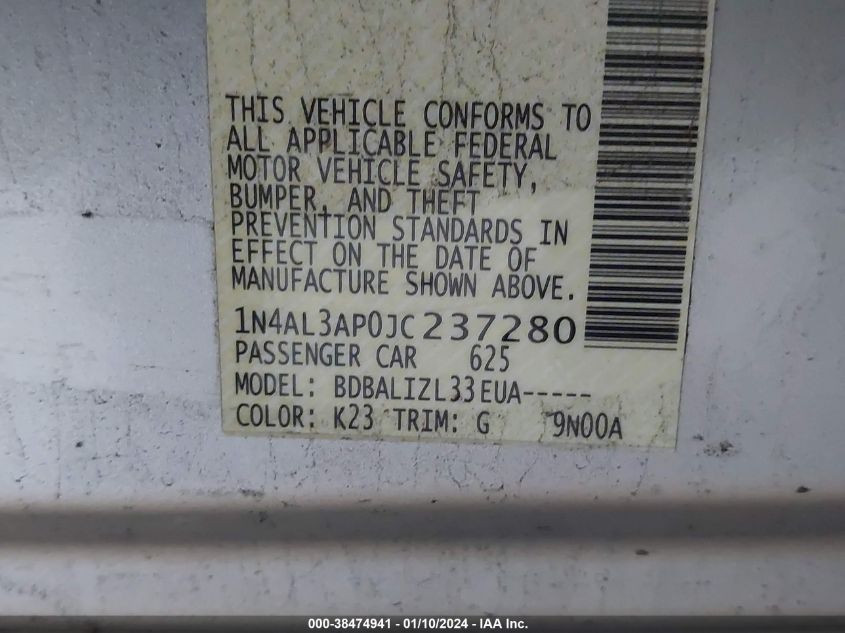 THIS VEHICLE CONFORMS TO
ALL APPLICABLE FEDERAL
MOTOR VEHICLE SAFETY,
BUMPER, AND THEFT
PREVENTION STANDARDS IN
EFFECT ON THE DATE OF
MANUFACTURE SHOWN ABOVE.
1N4AL3AP0JC237280
PASSENGER CAR 625
MODEL: BDBALIZL33EUA-----
COLOR: K23 TRIM: G 9N00A
000-38474941 - 01/10/2024 - IAA Inc.